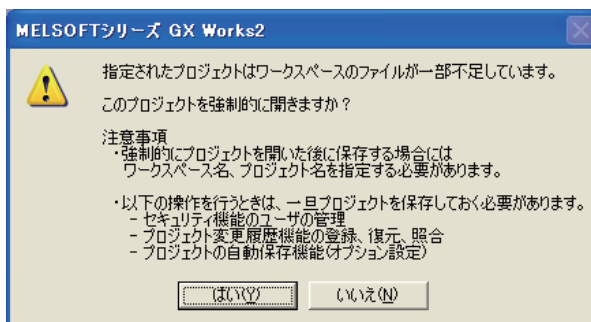 MELSOFTシリーズ GX Works2
指定されたプロジェクトはワークスペースのファイルが一部不足しています。
このプロジェクトを強制的に開きますか？
注意事項
・強制的にプロジェクトを開いた後に保存する場合には
ワークスペース名、プロジェクト名を指定する必要があります。
・以下の操作を行うときは、一旦プロジェクトを保存しておく必要があります。
- セキュリティ機能のユーザの管理
- プロジェクト変更履歴機能の登録、復元、照合
- プロジェクトの自動保存機能(オプション設定)
はい(Y) いいえ(N)